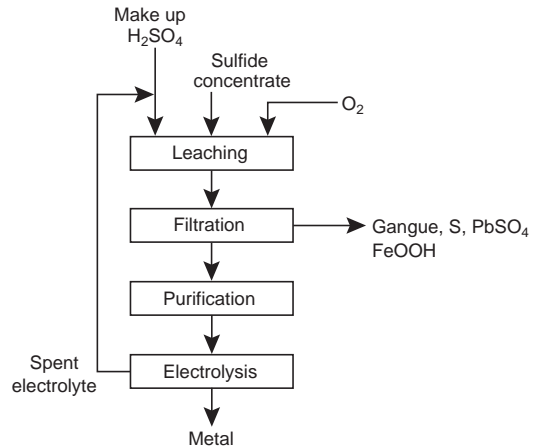 Make up
H₂SO₄
Sulfide
concentrate
O₂
Leaching
Filtration
Gangue, S, PbSO₄
FeOOH
Purification
Spent
electrolyte
Electrolysis
Metal